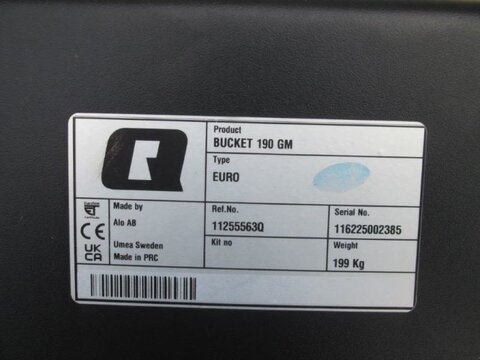 Product
BUCKET 190 GM
Type
EURO
Made by
Alo AB
Umea Sweden
Made in PRC
CE
UK
CA
Ref.No.
11255563Q
Serial No.
116225002385
Kit no
Weight
199 Kg